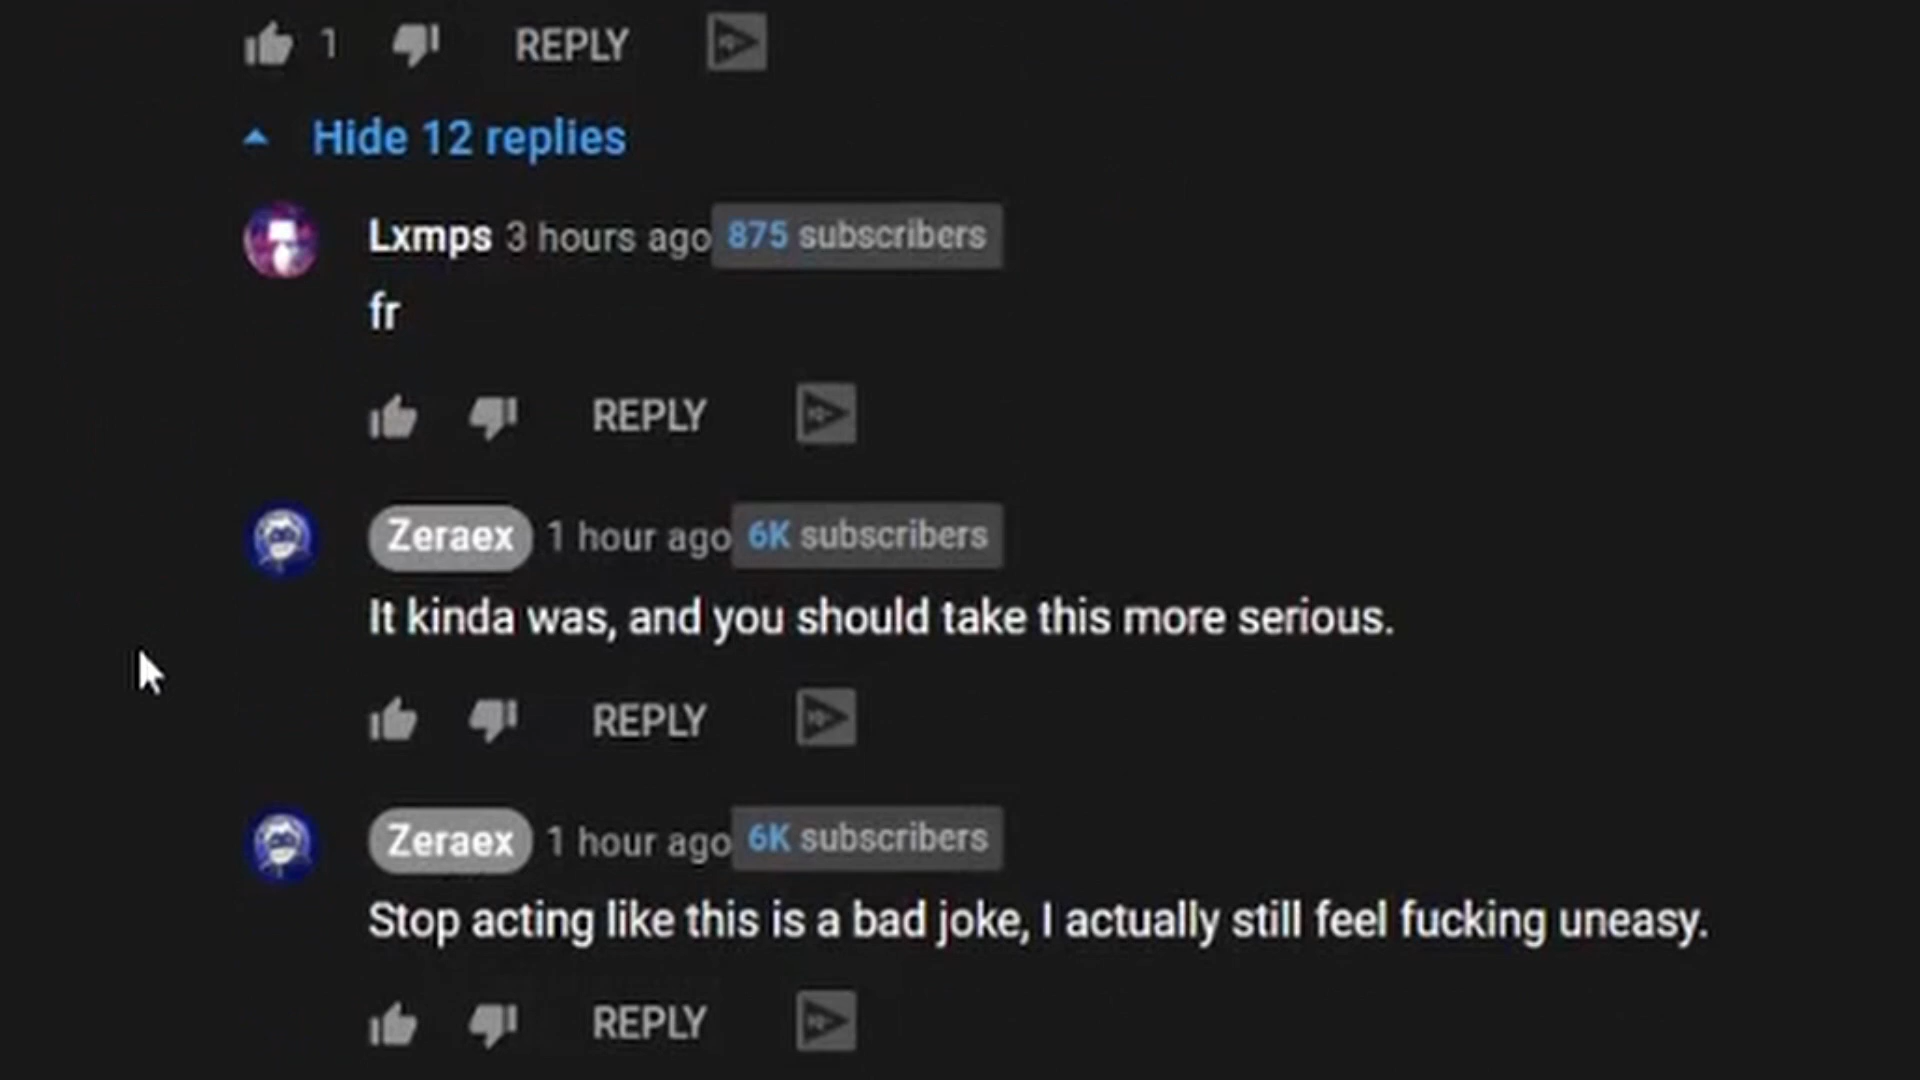 1 REPLY
Hide 12 replies
Lxmps 3 hours ago 875 subscribers
fr
REPLY
Zeraex 1 hour ago 6K subscribers
It kinda was, and you should take this more serious.
REPLY
Zeraex 1 hour ago 6K subscribers
Stop acting like this is a bad joke, I actually still feel fucking uneasy.
REPLY